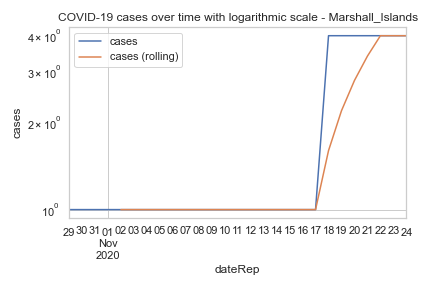 COVID-19 cases over time with logarithmic scale - Marshall_Islands
cases
cases (rolling)
4 × 10⁰
3 × 10⁰
2 × 10⁰
10⁰
cases
29 30 31 01 02 03 04 05 06 07 08 09 10 11 12 13 14 15 16 17 18 19 20 21 22 23 24
Nov
2020
dateRep